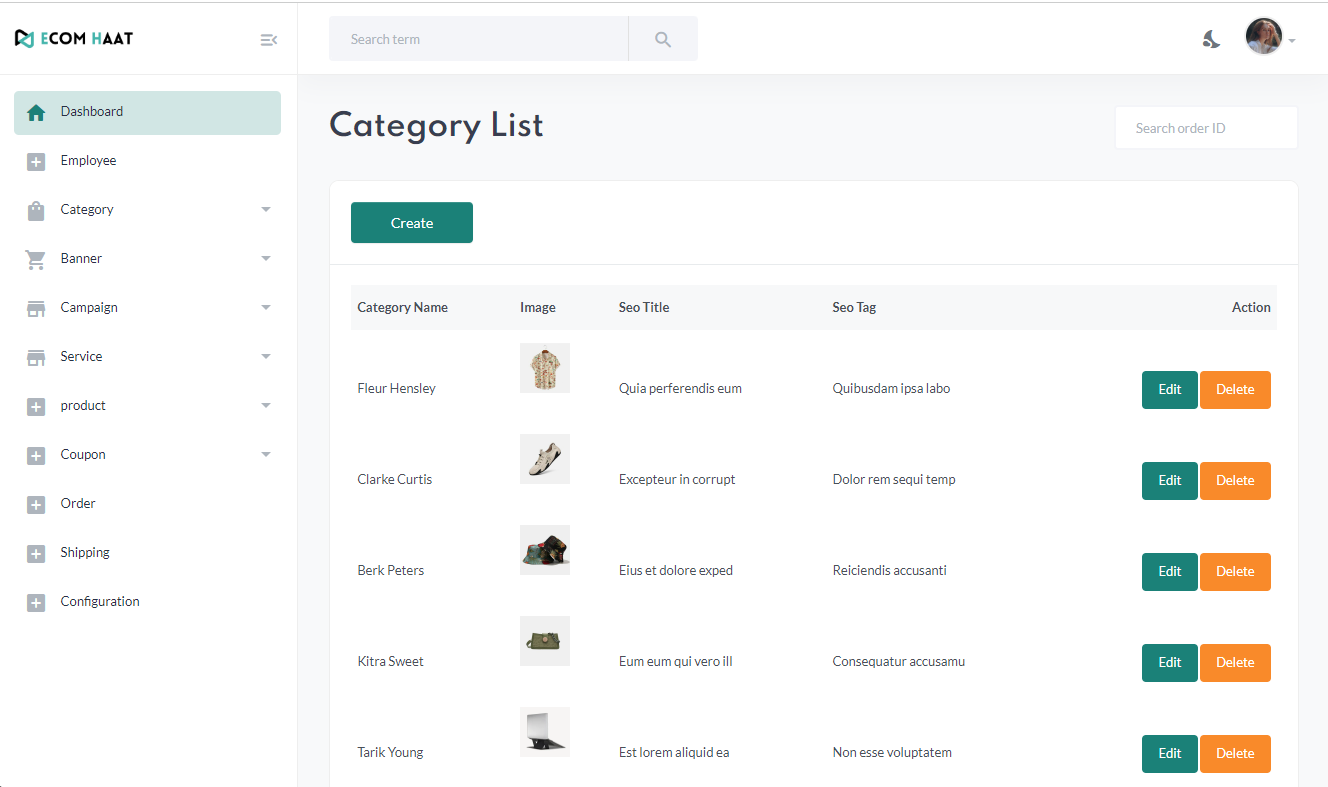 ECOM HAAT
Search term
Dashboard
Employee
Category
Banner
Campaign
Service
product
Coupon
Order
Shipping
Configuration
Category List
Search order ID
Create
Category Name Image Seo Title Seo Tag Action
Fleur Hensley Quia perferendis eum Quibusdam ipsa labo Edit Delete
Clarke Curtis Excepteur in corrupt Dolor rem sequi temp Edit Delete
Berk Peters Eius et dolore exped Reiciendis accusanti Edit Delete
Kitra Sweet Eum eum qui vero ill Consequatur accusamu Edit Delete
Tarik Young Est lorem aliquid ea Non esse voluptatem Edit Delete